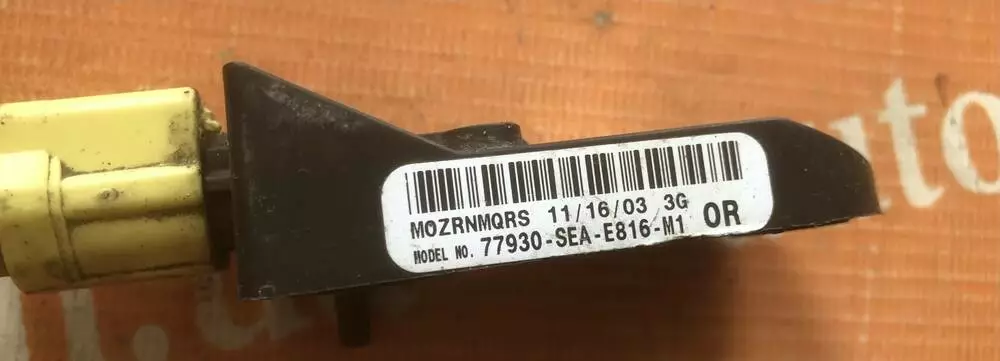 MOZRNMQRS 11/16/03 3G
MODEL NO. 77930-SEA-E816-M1 OR